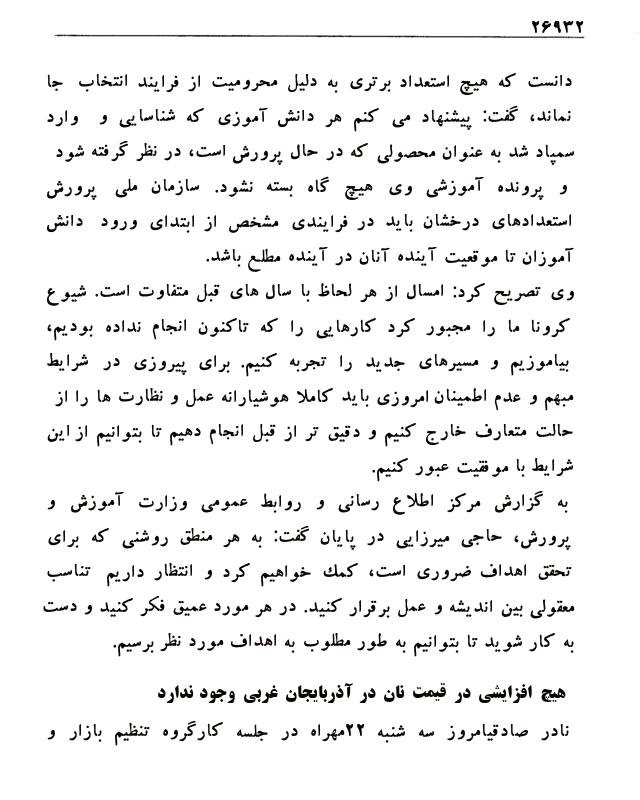 ۲۶۹۳۲
دانست که هیچ استعداد برتری به دلیل محرومیت از فرایند انتخاب جا
نماند، گفت: پیشنهاد می کنم هر دانش آموزی که شناسایی و وارد
سمپاد شد به عنوان محصولی که در حال پرورش است، در نظر گرفته شود
و پرونده آموزشی وی هیچ گاه بسته نشود. سازمان ملی پرورش
استعدادهای درخشان باید در فرایندی مشخص از ابتدای ورود دانش
آموزان تا موقعیت آینده آنان در آینده مطلع باشد.
وی تصریح کرد: امسال از هر لحاظ با سال های قبل متفاوت است. شیوع
کرونا ما را مجبور کرد کارهایی را که تاکنون انجام نداده بودیم،
بیاموزیم و مسیرهای جدید را تجربه کنیم. برای پیروزی در شرایط
مبهم و عدم اطمینان امروزی باید کاملا هوشیارانه عمل و نظارت ها را از
حالت متعارف خارج کنیم و دقیق تر از قبل انجام دهیم تا بتوانیم از این
شرایط با موفقیت عبور کنیم.
به گزارش مرکز اطلاع رسانی و روابط عمومی وزارت آموزش و
پرورش، حاجی میرزایی در پایان گفت: به هر منطق روشنی که برای
تحقق اهداف ضروری است، کمك خواهیم کرد و انتظار داریم تناسب
معقولی بین اندیشه و عمل برقرار کنید. در هر مورد عمیق فکر کنید و دست
به کار شوید تا بتوانیم به طور مطلوب به اهداف مورد نظر برسیم.
هیچ افزایشی در قیمت نان در آذربایجان غربی وجود ندارد
نادر صادقیامروز سه شنبه ۲۲مهراه در جلسه کارگروه تنظیم بازار و